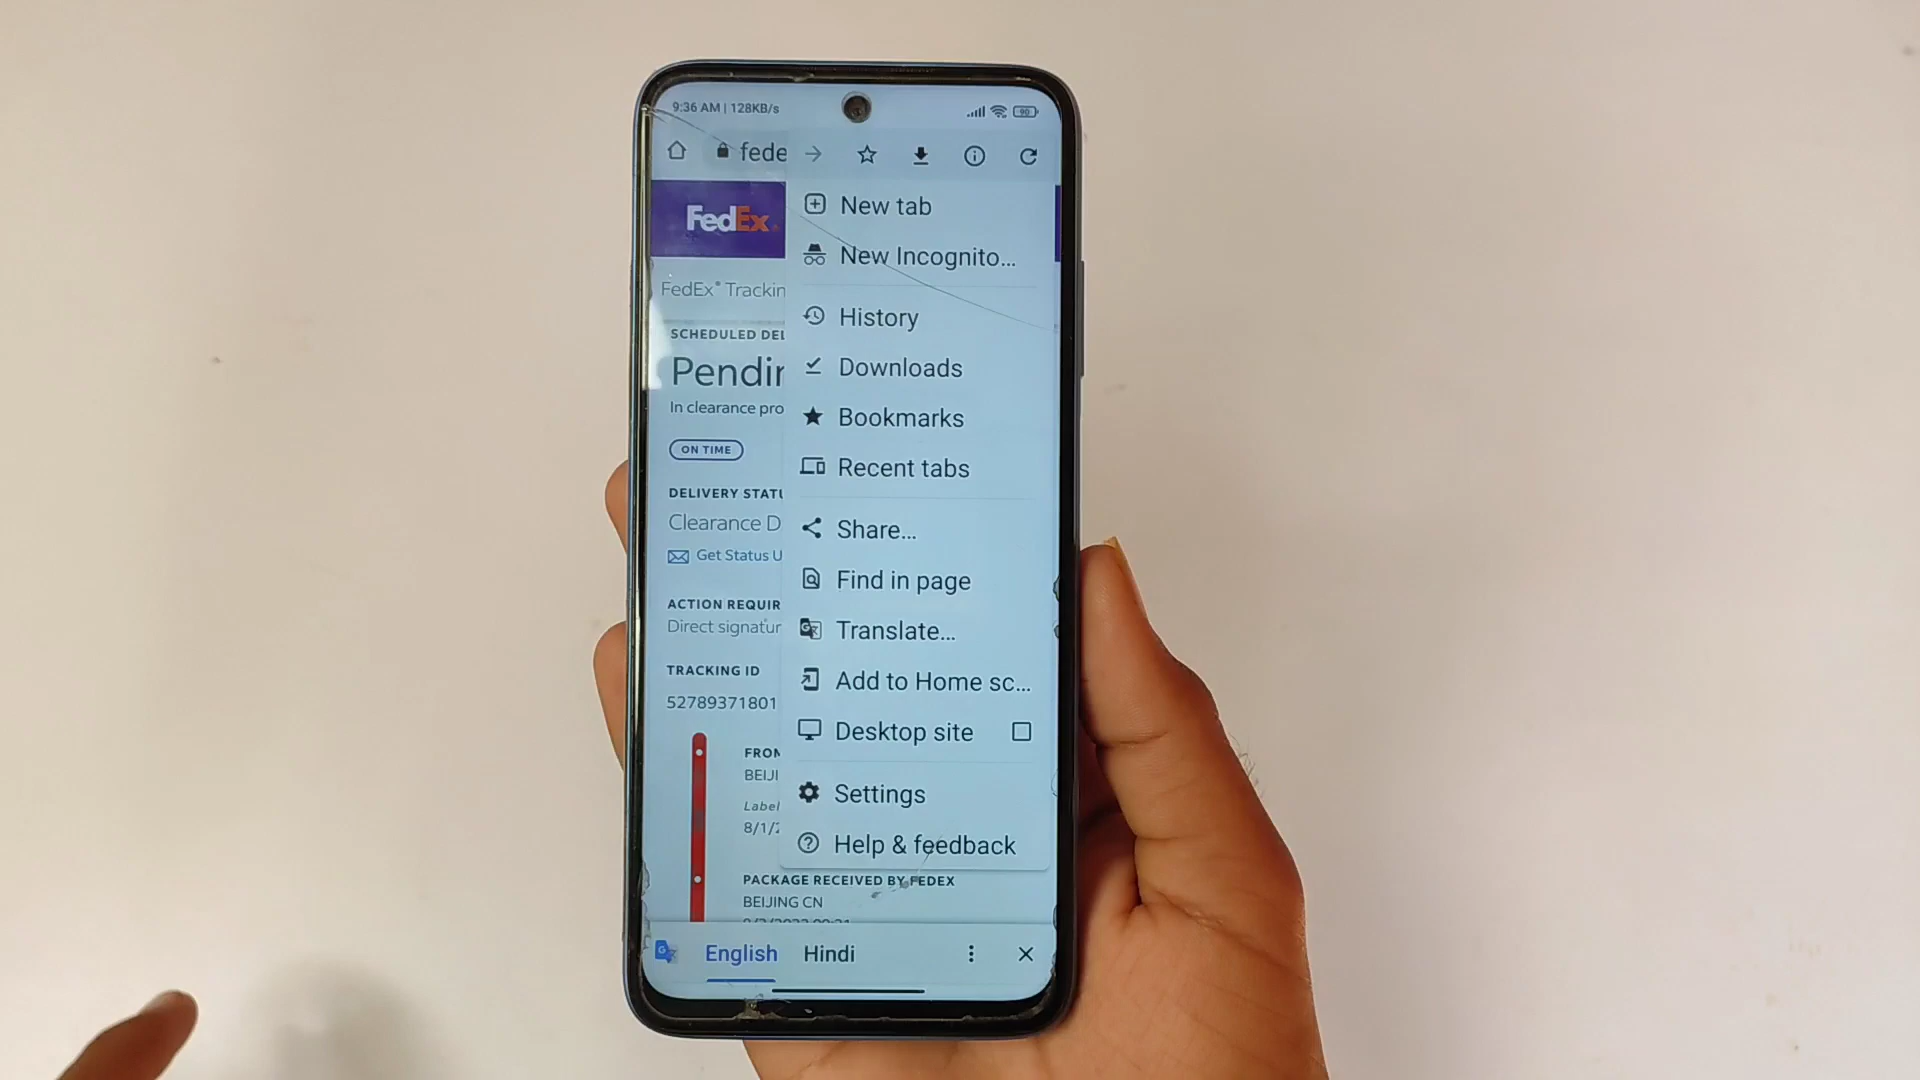 9:36 AM | 128KB/s
90
fede
FedEx®
New tab
New Incognito...
FedEx® Trackin
History
SCHEDULED DEL
Pendin
Downloads
In clearance pro
Bookmarks
ON TIME
Recent tabs
DELIVERY STATU
Clearance D
Share...
Get Status U
Find in page
ACTION REQUIR
Direct signatur
Translate...
TRACKING ID
Add to Home sc...
52789371801
Desktop site
FROM
BEIJI
Settings
Label
8/1/2
Help & feedback
PACKAGE RECEIVED BY FEDEX
BEIJING CN
English
Hindi